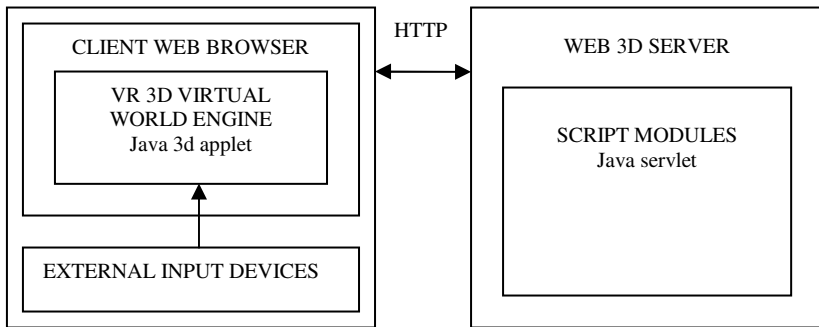 CLIENT WEB BROWSER
VR 3D VIRTUAL
WORLD ENGINE
Java 3d applet
EXTERNAL INPUT DEVICES
HTTP
WEB 3D SERVER
SCRIPT MODULES
Java servlet